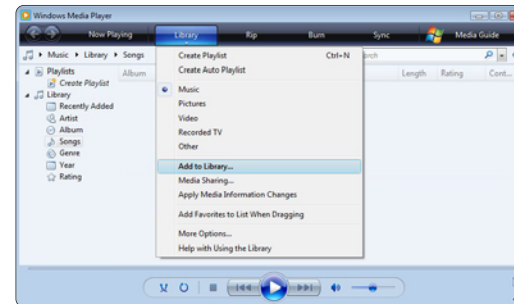 Windows Media Player
Now Playing Library Rip Burn Sync Media Guide
Music Library Songs
Create Playlist Ctrl+N
Create Auto Playlist
Music
Pictures
Video
Recorded TV
Other
Add to Library...
Media Sharing...
Apply Media Information Changes
Add Favorites to List When Dragging
More Options...
Help with Using the Library
Playlists
Create Playlist
Library
Recently Added
Artist
Album
Songs
Genre
Year
Rating
Album Length Rating Cont...